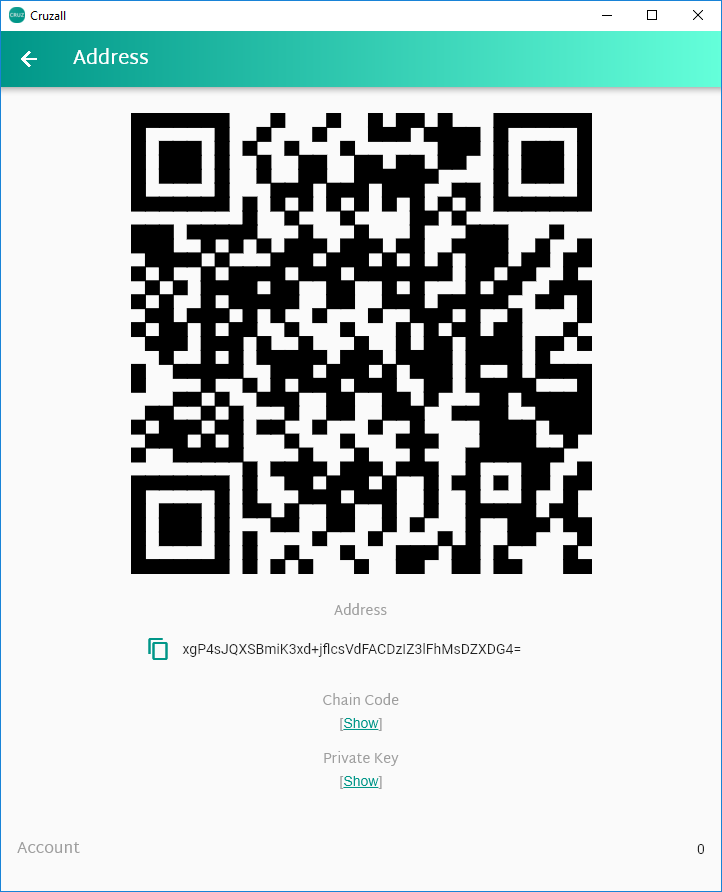 CRUZ
Cruzall
Address
Address
xgP4sJQXSBmiK3xd+jflcsVdFACDzIZ3lFhMsDZXDG4=
Chain Code
[Show]
Private Key
[Show]
Account 0